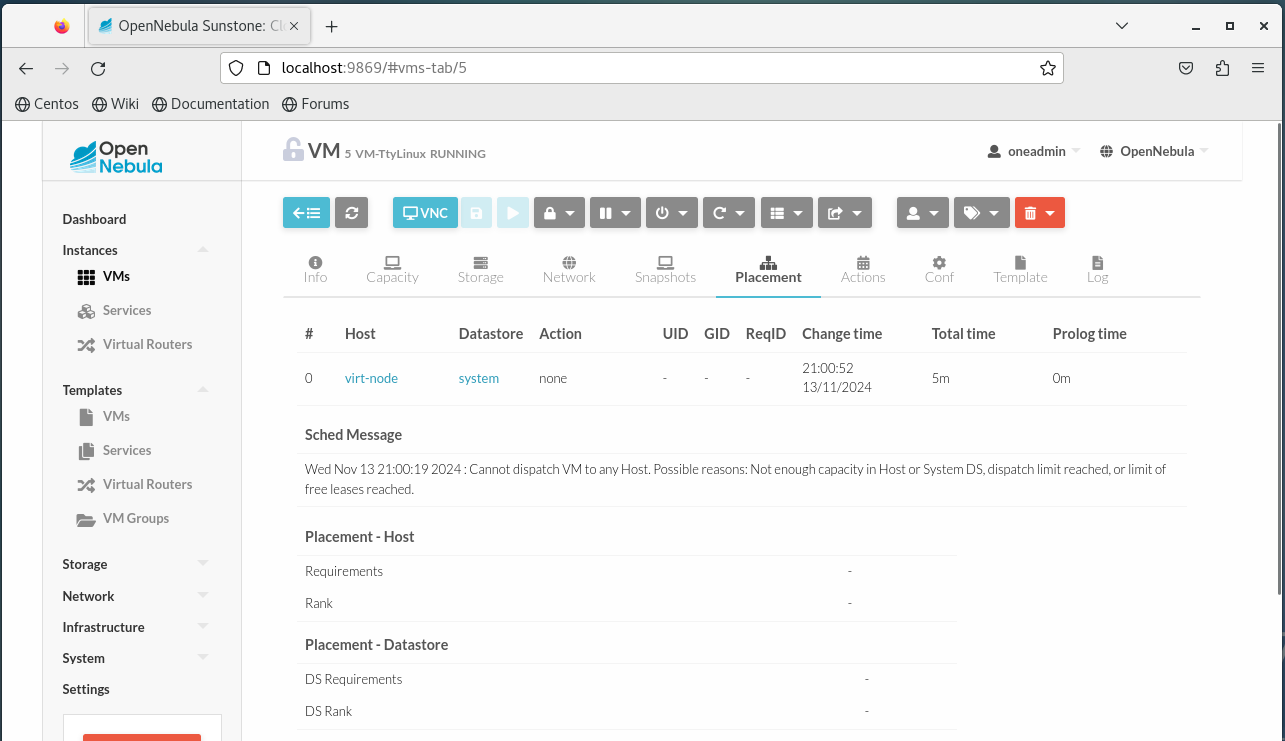 OpenNebula Sunstone: Cl
localhost:9869/#vms-tab/5
Centos Wiki Documentation Forums
Open
Nebula
VM 5 VM-TtyLinux RUNNING
oneadmin OpenNebula
Dashboard
Instances
VMs
Services
Virtual Routers
Templates
VMs
Services
Virtual Routers
VM Groups
Storage
Network
Infrastructure
System
Settings
VNC
Info Capacity Storage Network Snapshots Placement Actions Conf Template Log
# Host Datastore Action UID GID ReqID Change time Total time Prolog time
0 virt-node system none - - - 21:00:52 5m 0m
13/11/2024
Sched Message
Wed Nov 13 21:00:19 2024 : Cannot dispatch VM to any Host. Possible reasons: Not enough capacity in Host or System DS, dispatch limit reached, or limit of
free leases reached.
Placement - Host
Requirements -
Rank -
Placement - Datastore
DS Requirements -
DS Rank -